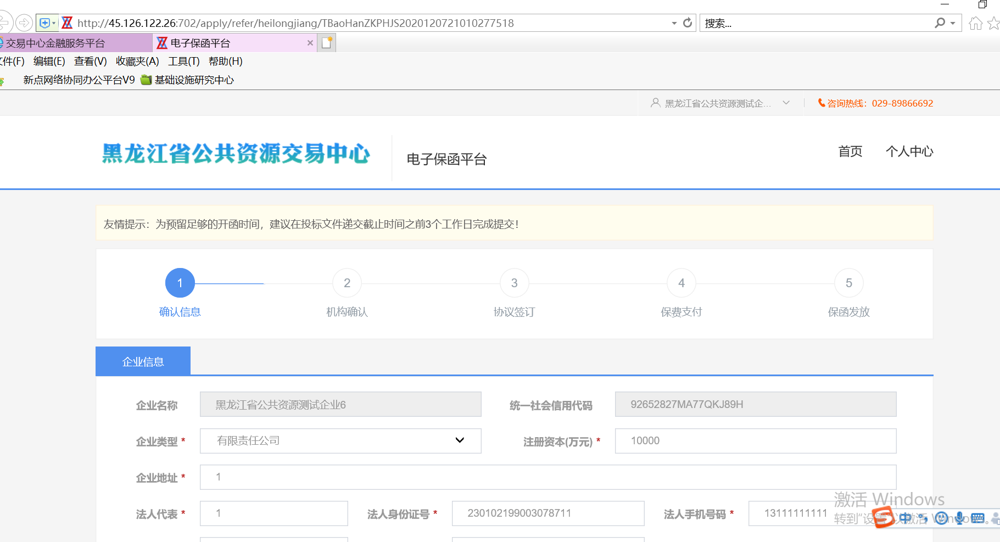 http://45.126.122.26:702/apply/refer/heilongjiang/TBaoHanZKPHJS2020120721010277518
搜索...
交易中心金融服务平台
电子保函平台
件(F) 编辑(E) 查看(V) 收藏夹(A) 工具(T) 帮助(H)
新点网络协同办公平台V9 基础设施研究中心
黑龙江省公共资源测试企...
咨询热线：029-89866692
黑龙江省公共资源交易中心
电子保函平台
首页 个人中心
友情提示：为预留足够的开函时间，建议在投标文件递交截止时间之前3个工作日完成提交！
1 2 3 4 5
确认信息 机构确认 协议签订 保费支付 保函发放
企业信息
企业名称 黑龙江省公共资源测试企业6 统一社会信用代码 92652827MA77QKJ89H
企业类型 * 有限责任公司 注册资本(万元) * 10000
企业地址 * 1
法人代表 * 1 法人身份证号 * 230102199003078711 法人手机号码 * 13111111111
激活 Windows
转到“设置”以激活 Windows。
中